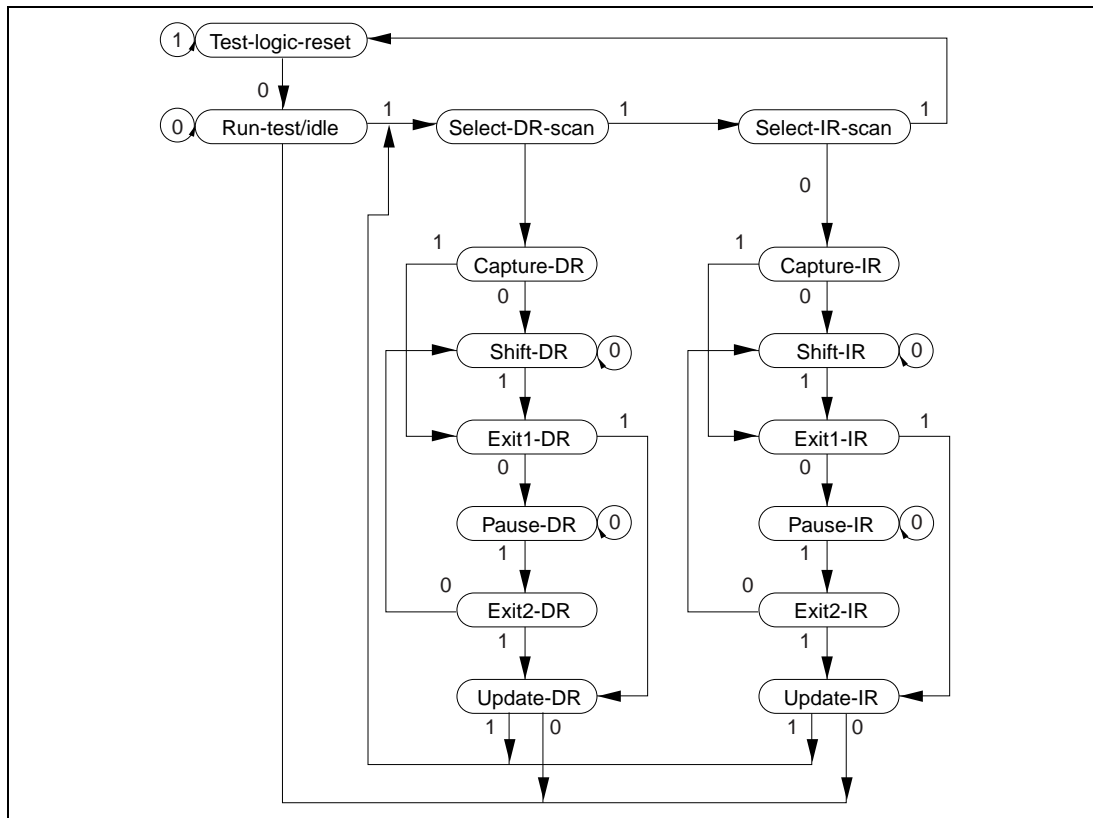 1 Test-logic-reset
0
0 Run-test/idle 1 Select-DR-scan 1 Select-IR-scan 1
0
1 1
Capture-DR Capture-IR
0 0
Shift-DR 0 Shift-IR 0
1 1
Exit1-DR 1 Exit1-IR 1
0 0
Pause-DR 0 Pause-IR 0
1 1
0 0
Exit2-DR Exit2-IR
1 1
Update-DR Update-IR
1 0 1 0